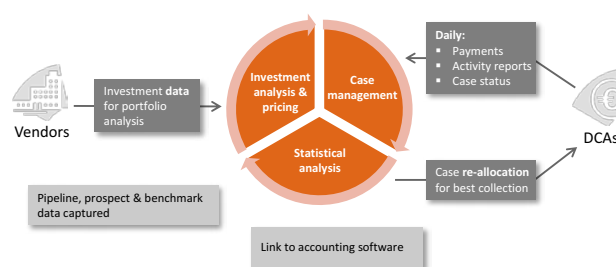 Vendors
Investment data
for portfolio
analysis
Investment
analysis &
pricing
Case
management
Statistical
analysis
Daily:
▪ Payments
▪ Activity reports
▪ Case status
DCAs
Case re-allocation
for best collection
Pipeline, prospect & benchmark
data captured
Link to accounting software